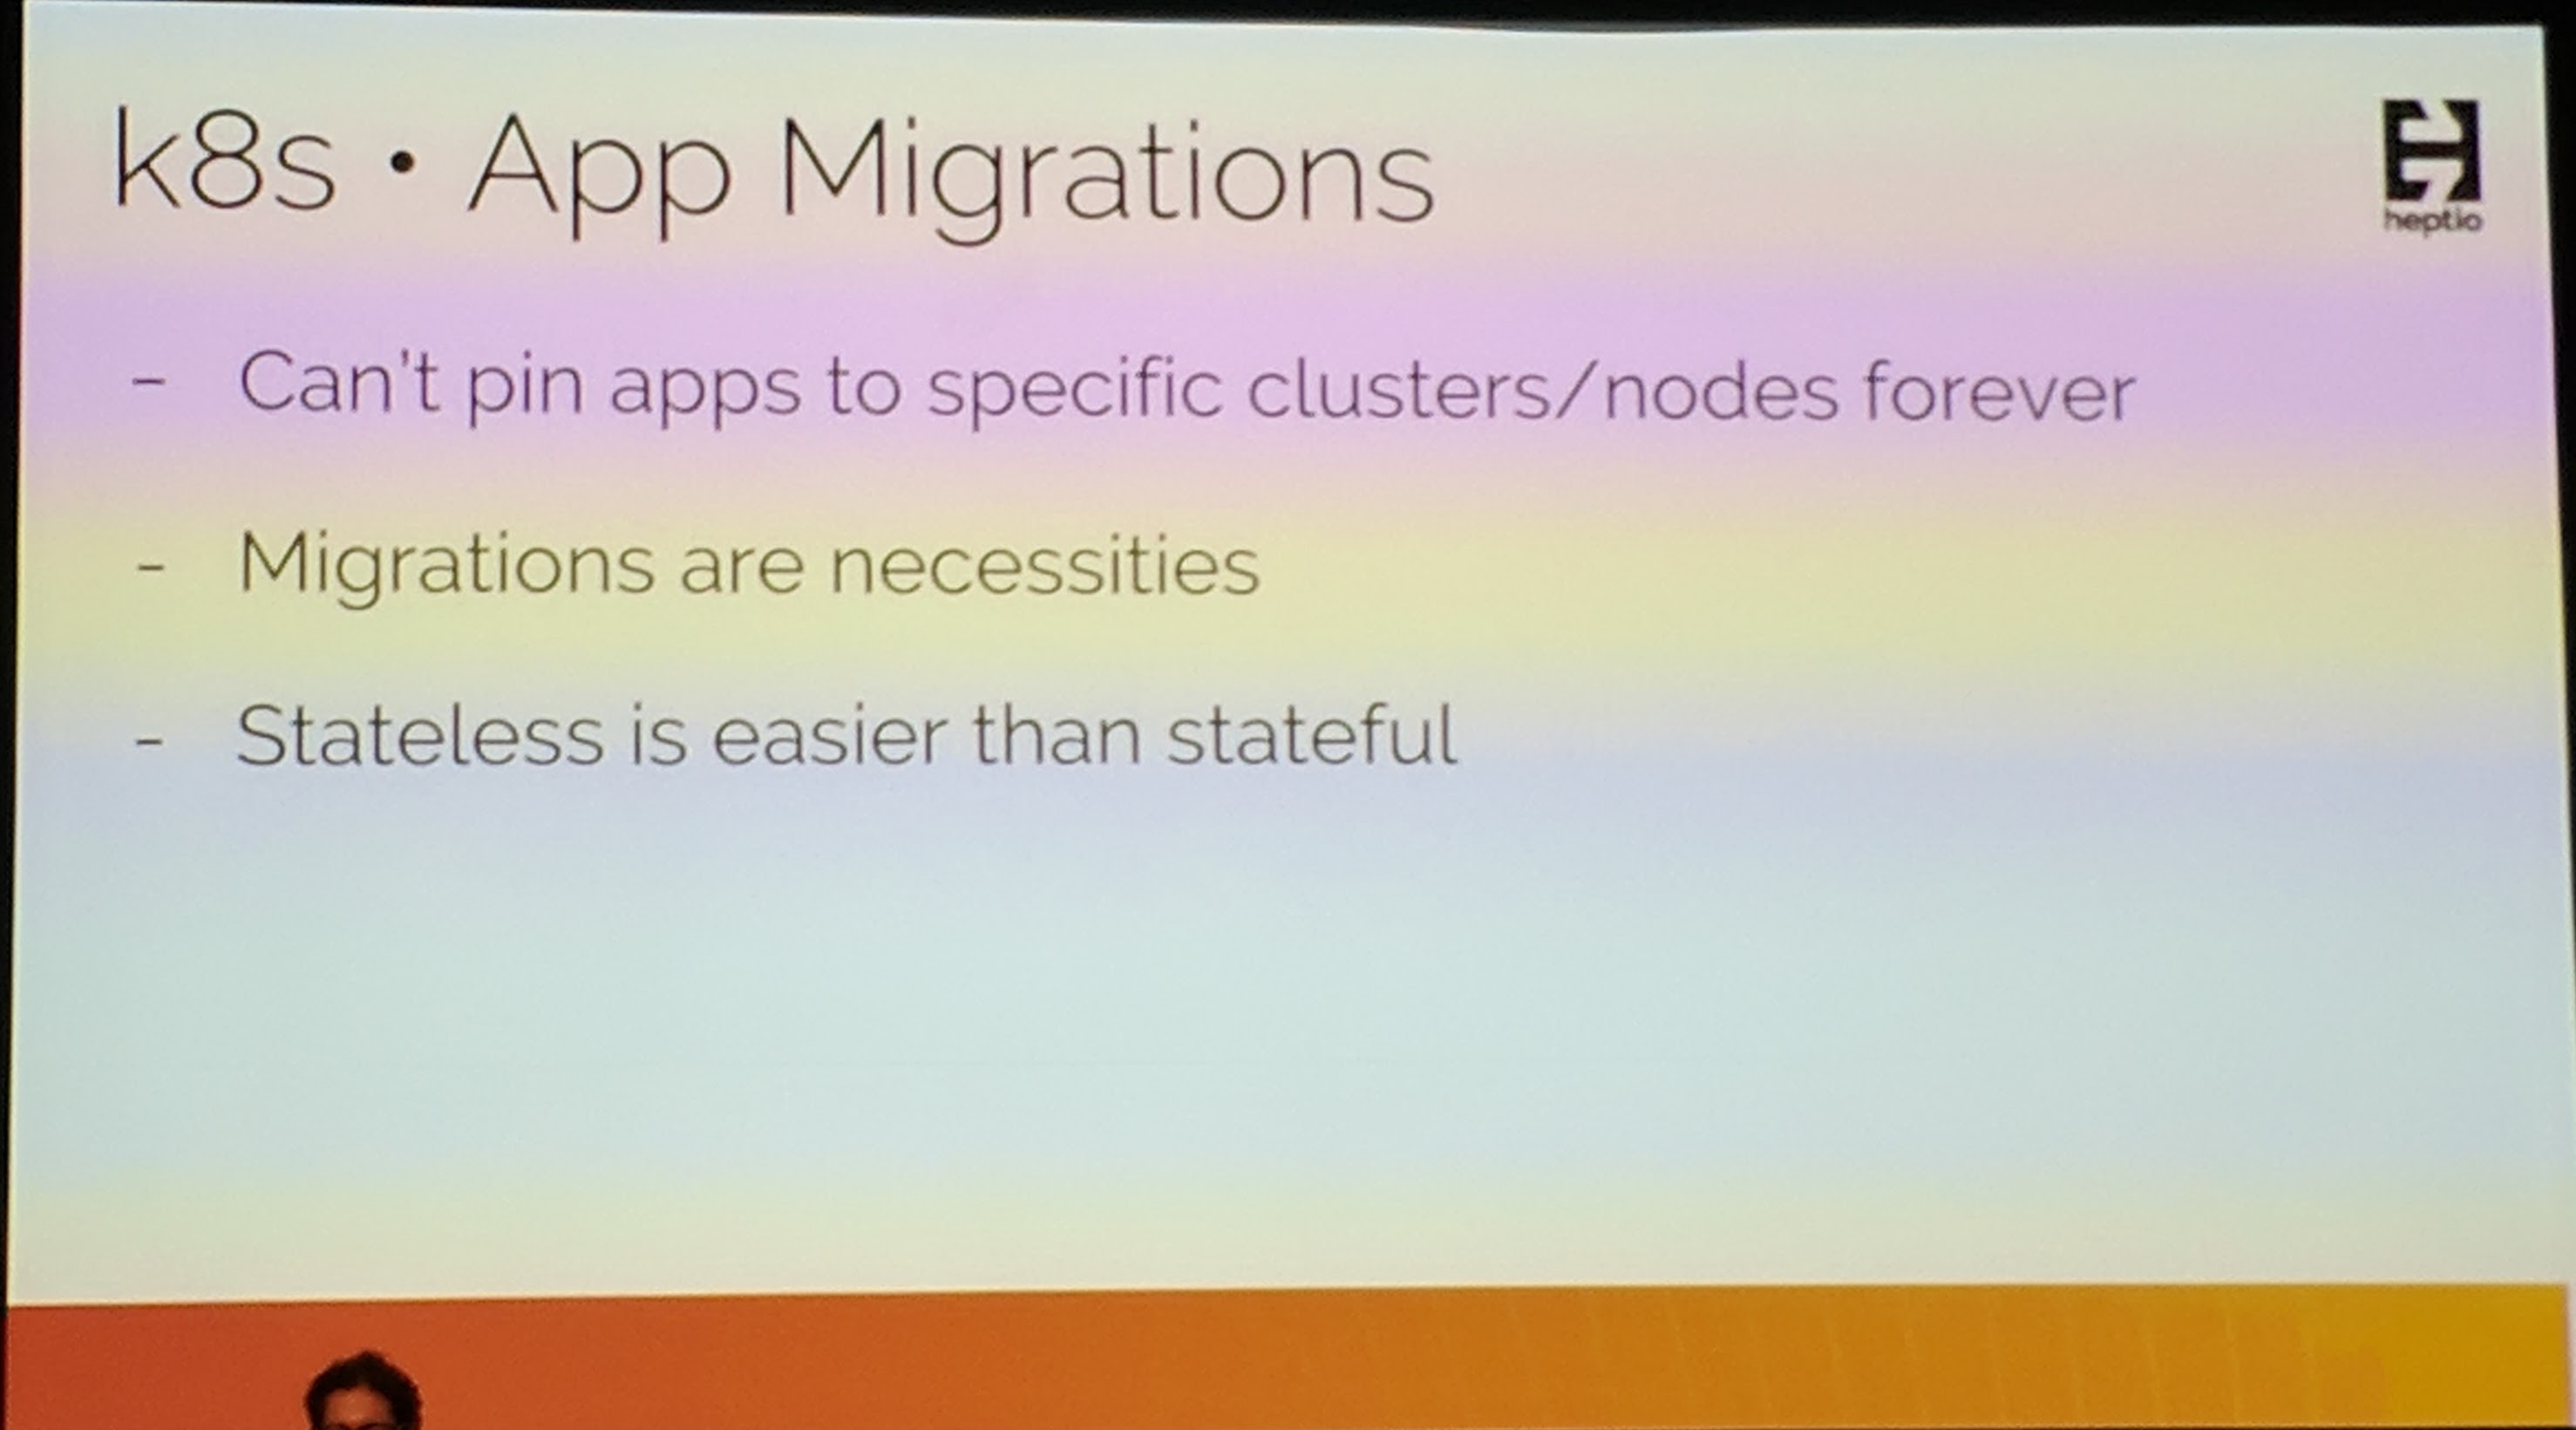 k8s • App Migrations
heptio
- Can't pin apps to specific clusters/nodes forever
- Migrations are necessities
- Stateless is easier than stateful